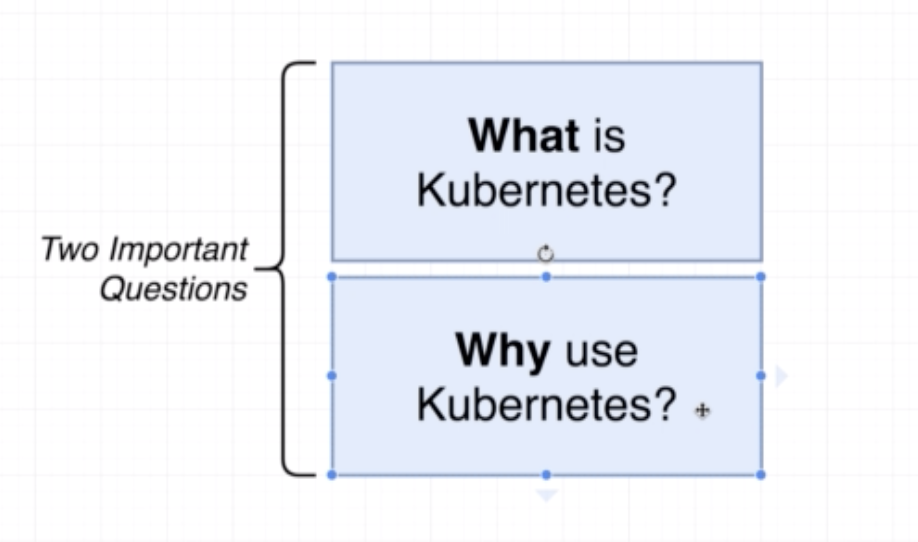 Two Important
Questions
What is
Kubernetes?
Why use
Kubernetes?